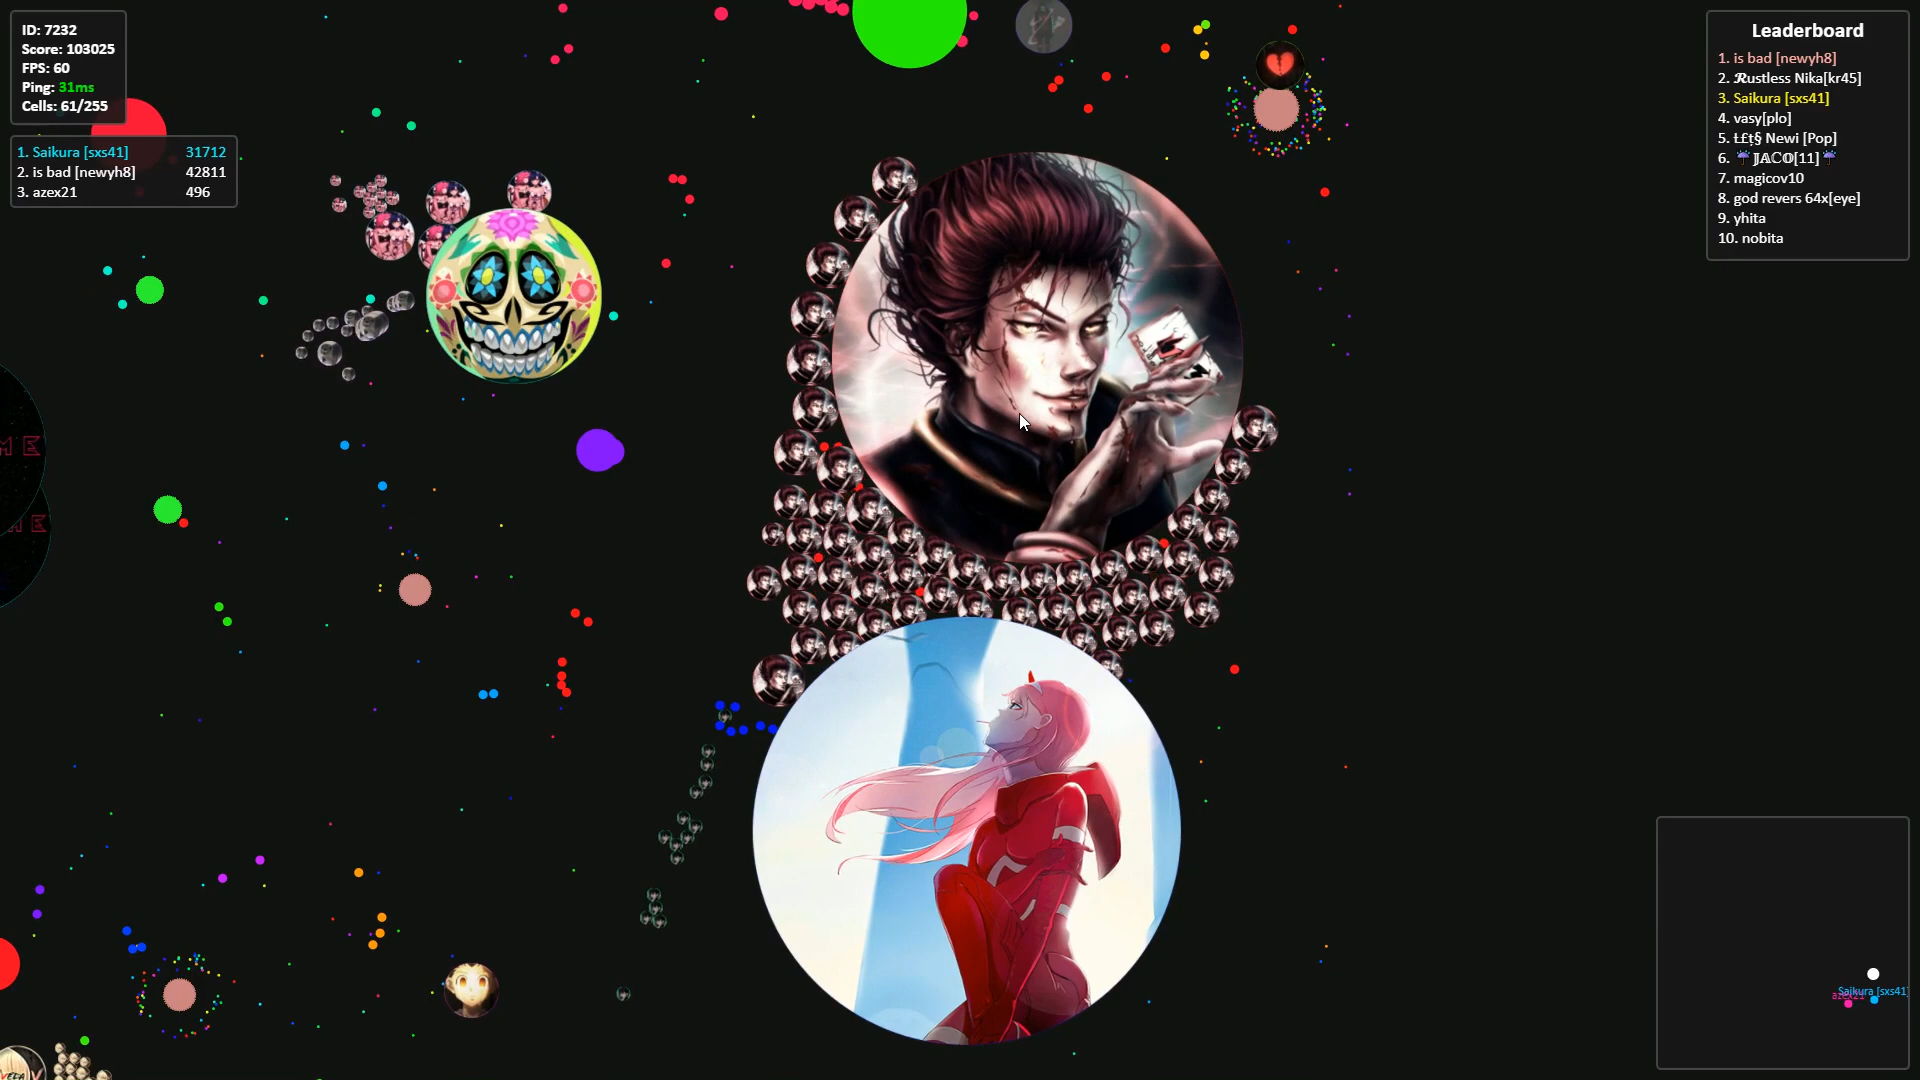 ID: 7232
Score: 103025
FPS: 60
Ping: 31ms
Cells: 61/255
1. Saikura [sxs41] 31712
2. is bad [newyh8] 42811
3. azex21 496
Leaderboard
1. is bad [newyh8]
2. ℛustless Nika[kr45]
3. Saikura [sxs41]
4. vasy[plo]
5. Ł£ţ§ Newi [Pop]
6. ☔𝕁𝔸ℂ𝕆[11]☔
7. magicov10
8. god revers 64x[eye]
9. yhita
10. nobita
M E
M E
Saikura [sxs41]
azex21